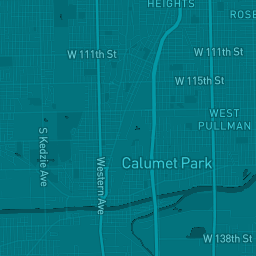 HEIGHTS
ROSE
W 111th St
W 111th St
W 115th St
WEST
PULLMAN
S Kedzie Ave
Western Ave
Calumet Park
W 138th St